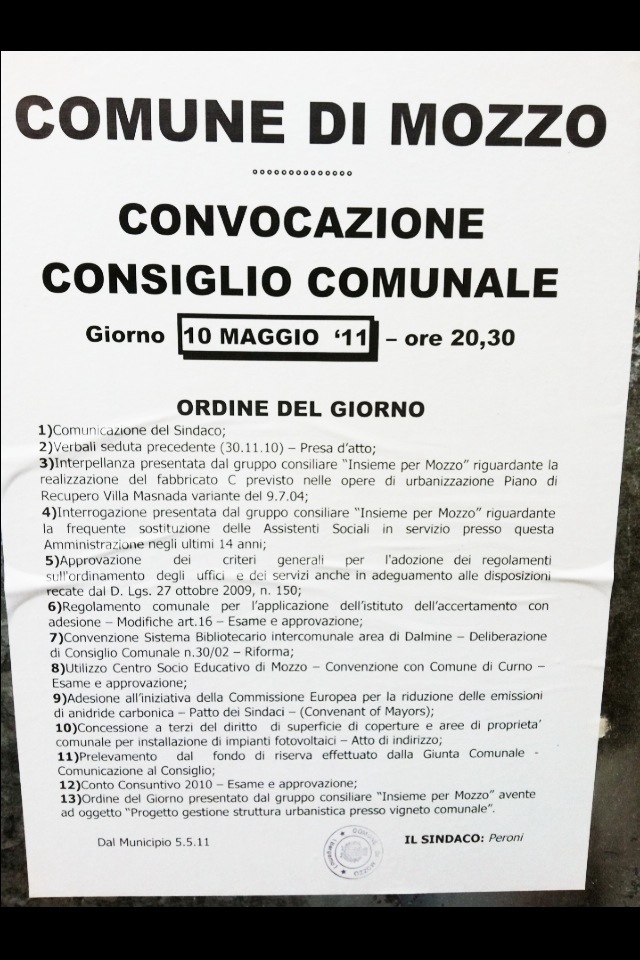 COMUNE DI MOZZO
°°°°°°°°°°°°°°
CONVOCAZIONE
CONSIGLIO COMUNALE
Giorno 10 MAGGIO ‘11 – ore 20,30
ORDINE DEL GIORNO
1)Comunicazione del Sindaco;
2)Verbali seduta precedente (30.11.10) – Presa d’atto;
3)Interpellanza presentata dal gruppo consiliare “Insieme per Mozzo” riguardante la
realizzazione del fabbricato C previsto nelle opere di urbanizzazione Piano di
Recupero Villa Masnada variante del 9.7.04;
4)Interrogazione presentata dal gruppo consiliare “Insieme per Mozzo” riguardante
la frequente sostituzione delle Assistenti Sociali in servizio presso questa
Amministrazione negli ultimi 14 anni;
5)Approvazione dei criteri generali per l’adozione dei regolamenti
sull’ordinamento degli uffici e dei servizi anche in adeguamento alle disposizioni
recate dal D. Lgs. 27 ottobre 2009, n. 150;
6)Regolamento comunale per l’applicazione dell’istituto dell’accertamento con
adesione – Modifiche art.16 – Esame e approvazione;
7)Convenzione Sistema Bibliotecario intercomunale area di Dalmine – Deliberazione
di Consiglio Comunale n.30/02 – Riforma;
8)Utilizzo Centro Socio Educativo di Mozzo – Convenzione con Comune di Curno –
Esame e approvazione;
9)Adesione all’iniziativa della Commissione Europea per la riduzione delle emissioni
di anidride carbonica – Patto dei Sindaci – (Convenant of Mayors);
10)Concessione a terzi del diritto di superficie di coperture e aree di proprieta’
comunale per installazione di impianti fotovoltaici – Atto di indirizzo;
11)Prelevamento dal fondo di riserva effettuato dalla Giunta Comunale -
Comunicazione al Consiglio;
12)Conto Consuntivo 2010 – Esame e approvazione;
13)Ordine del Giorno presentato dal gruppo consiliare “Insieme per Mozzo” avente
ad oggetto “Progetto gestione struttura urbanistica presso vigneto comunale”.
Dal Municipio 5.5.11
IL SINDACO: Peroni
COMUNE DI MOZZO